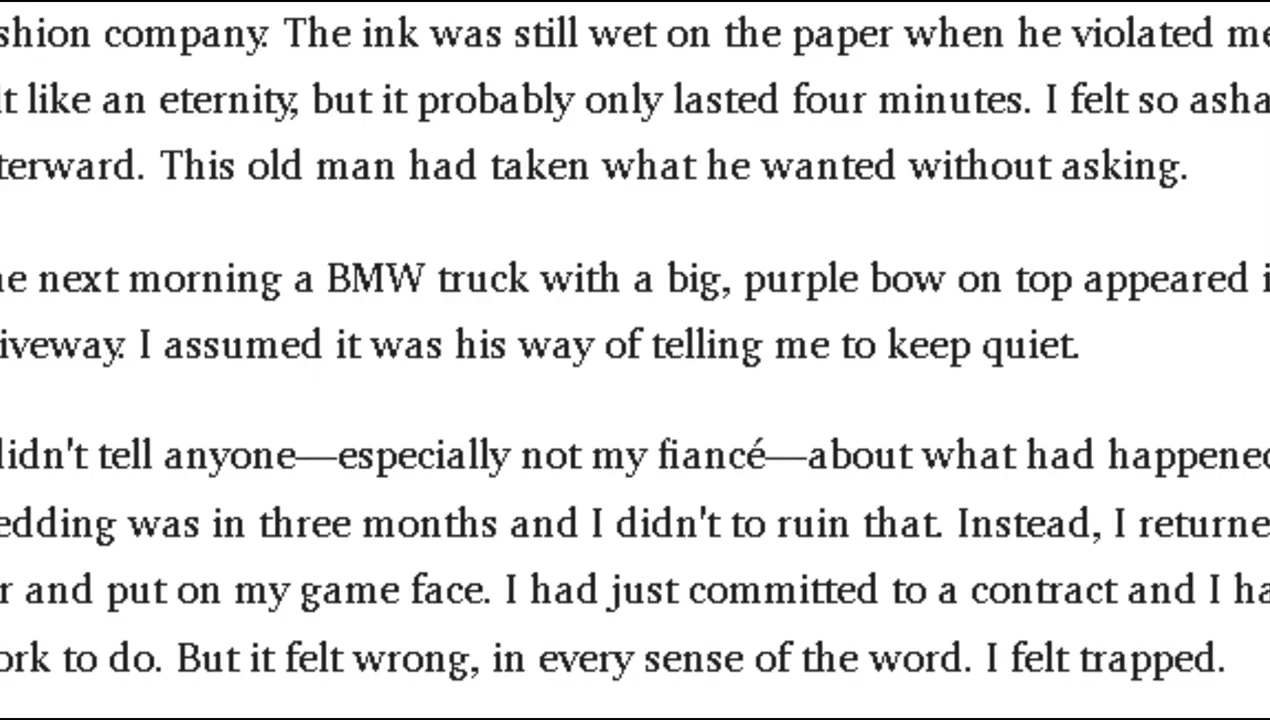 shion company. The ink was still wet on the paper when he violated me
lt like an eternity, but it probably only lasted four minutes. I felt so asha
terward. This old man had taken what he wanted without asking.
he next morning a BMW truck with a big, purple bow on top appeared i
iveway. I assumed it was his way of telling me to keep quiet.
didn't tell anyone—especially not my fiancé—about what had happened
edding was in three months and I didn't to ruin that. Instead, I returne
r and put on my game face. I had just committed to a contract and I ha
ork to do. But it felt wrong, in every sense of the word. I felt trapped.